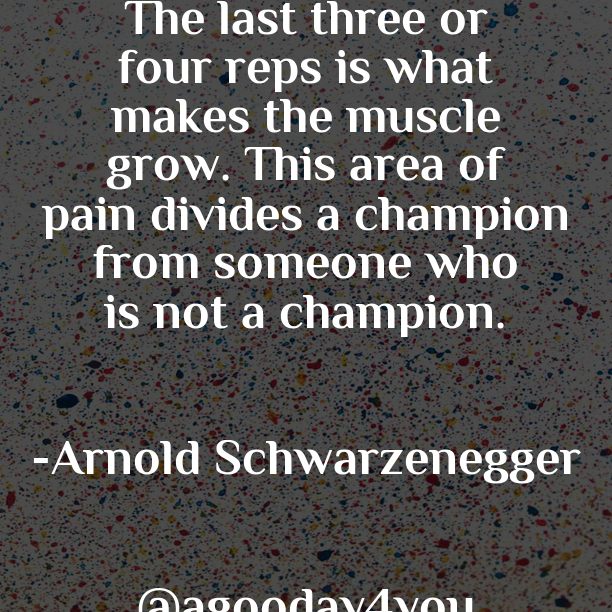 The last three or
four reps is what
makes the muscle
grow. This area of
pain divides a champion
from someone who
is not a champion.
-Arnold Schwarzenegger
@agooday4you